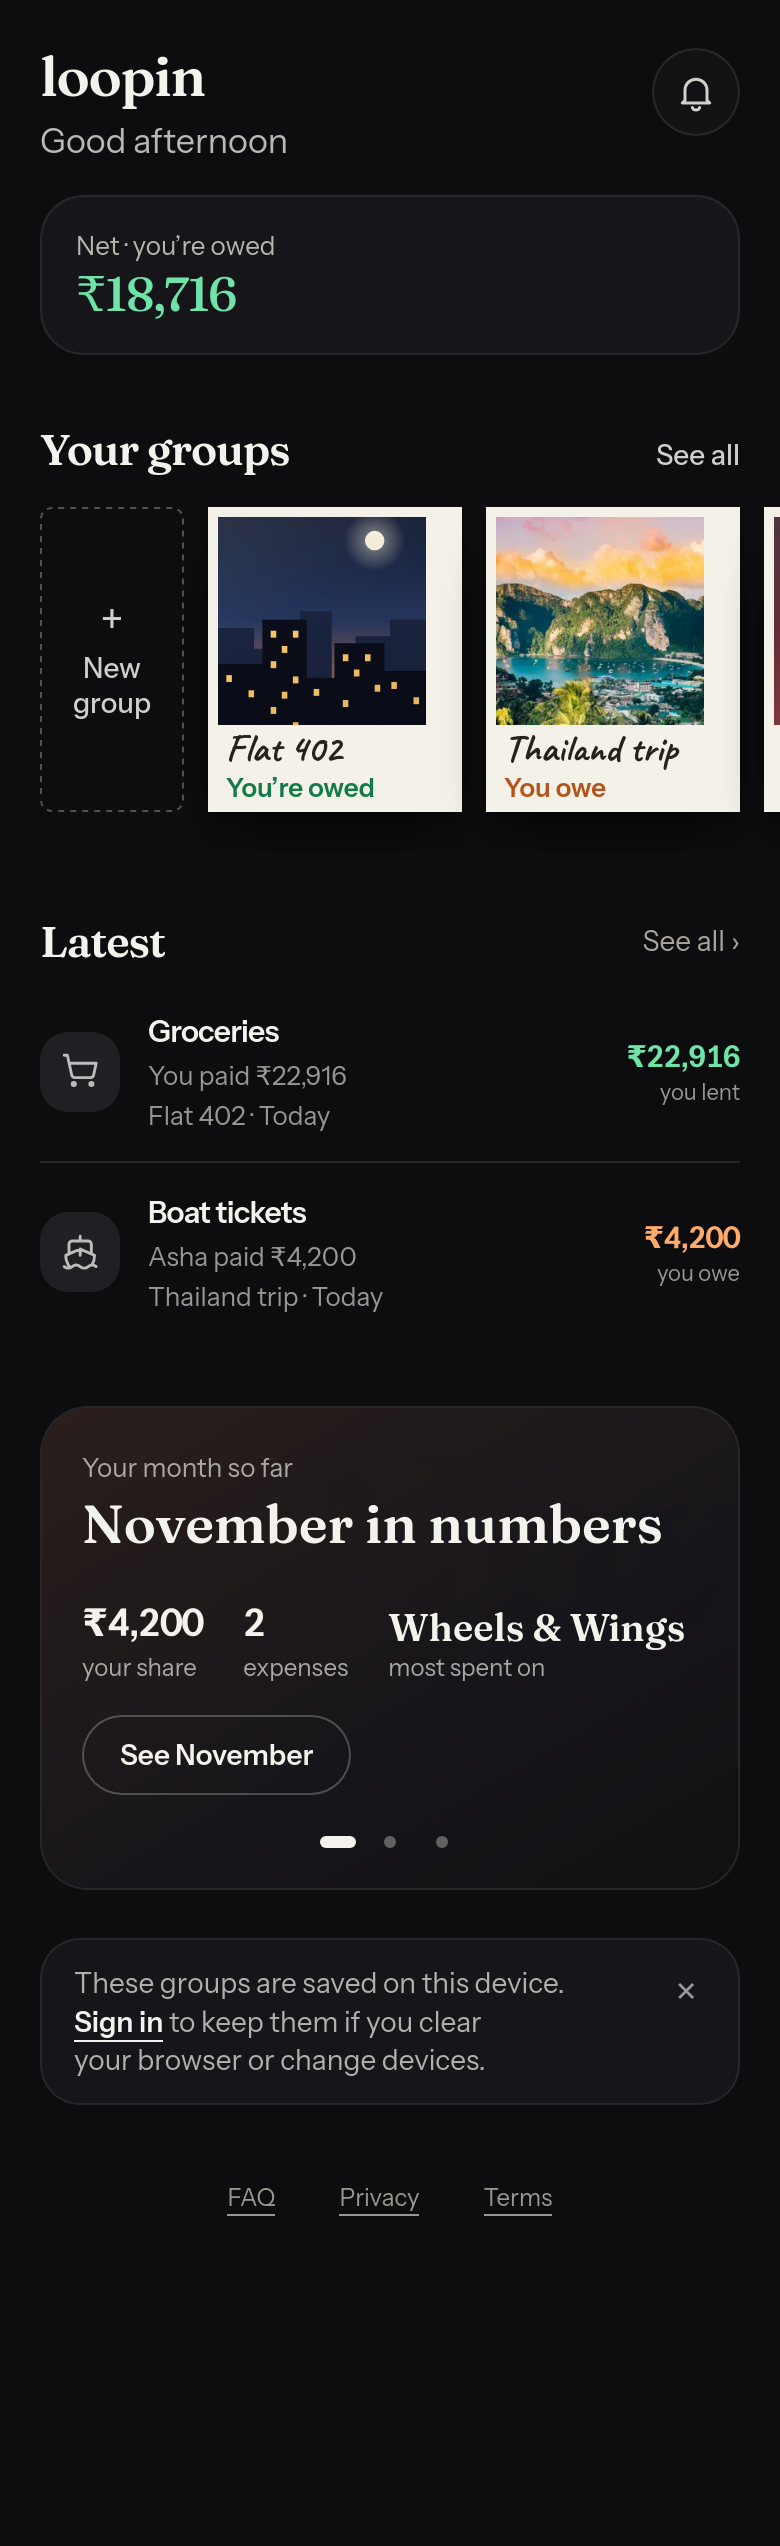 loopin
Good afternoon
Net · you’re owed
₹18,716
Your groups
See all
+
New
group
Flat 402
You’re owed
Thailand trip
You owe
Latest
See all ›
Groceries
You paid ₹22,916
Flat 402 · Today
₹22,916
you lent
Boat tickets
Asha paid ₹4,200
Thailand trip · Today
₹4,200
you owe
Your month so far
November in numbers
₹4,200
your share
2
expenses
Wheels & Wings
most spent on
See November
These groups are saved on this device.
Sign in to keep them if you clear
your browser or change devices.
×
FAQ
Privacy
Terms